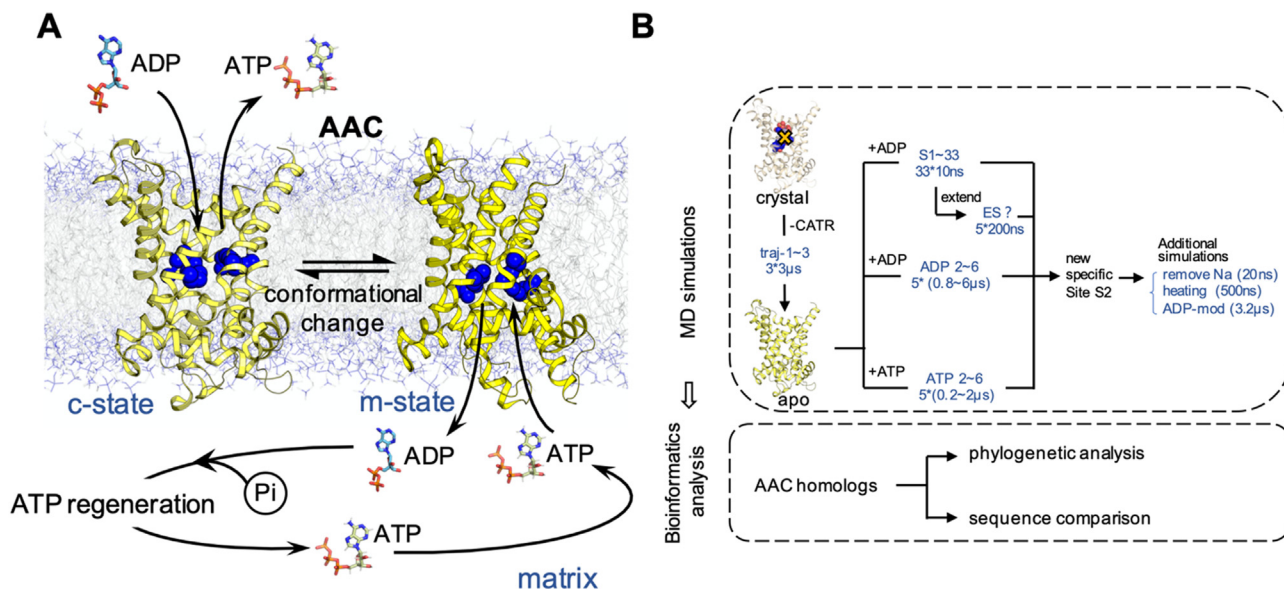 A
ADP
ATP
AAC
conformational
change
c-state
m-state
ADP
ATP
Pi
ATP regeneration
ATP
matrix
B
MD simulations
Bioinformatics
analysis
crystal
-CATR
traj-1~3
3*3μs
apo
+ADP
S1~33
33*10ns
extend
ES ?
5*200ns
+ADP
ADP 2~6
5* (0.8~6μs)
+ATP
ATP 2~6
5*(0.2~2μs)
new
specific
Site S2
Additional
simulations
remove Na (20ns)
heating (500ns)
ADP-mod (3.2μs)
AAC homologs
phylogenetic analysis
sequence comparison